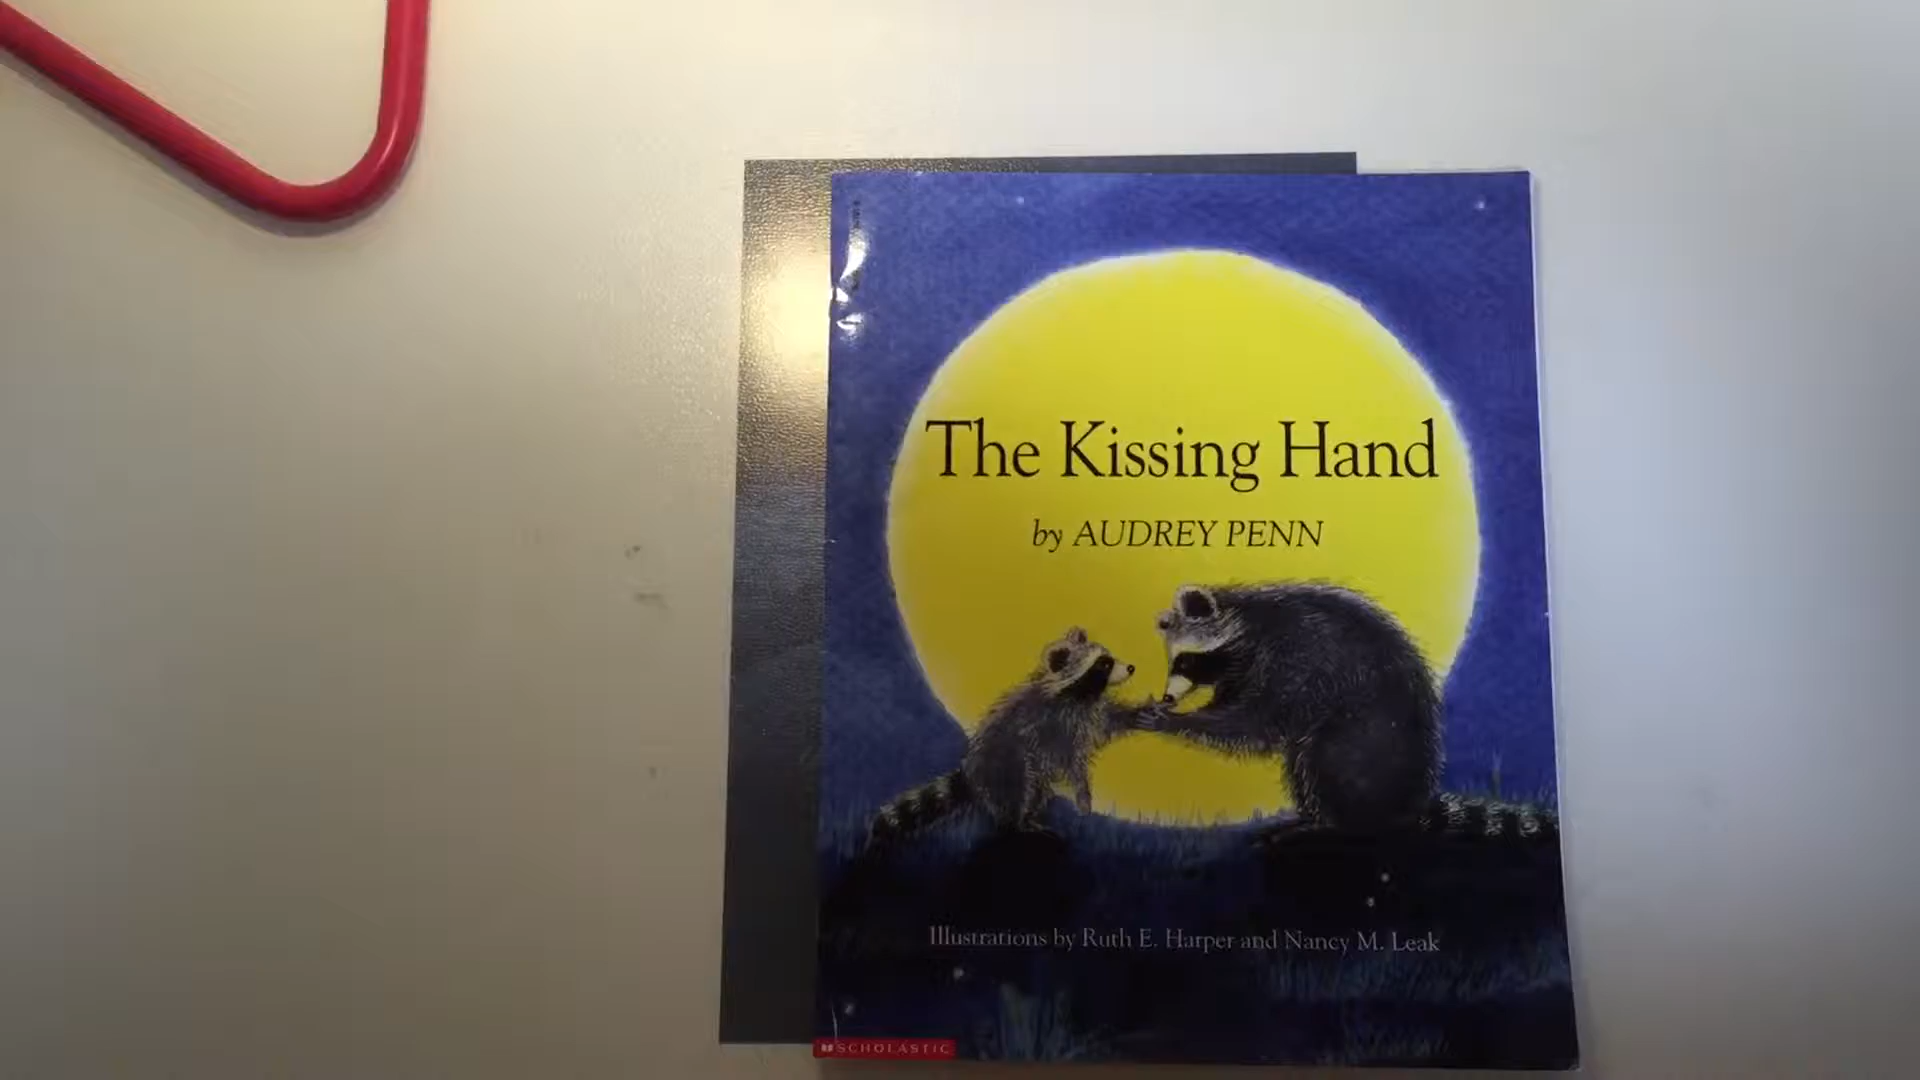 The Kissing Hand
by AUDREY PENN
Illustrations by Ruth E. Harper and Nancy M. Leak
SCHOLASTIC